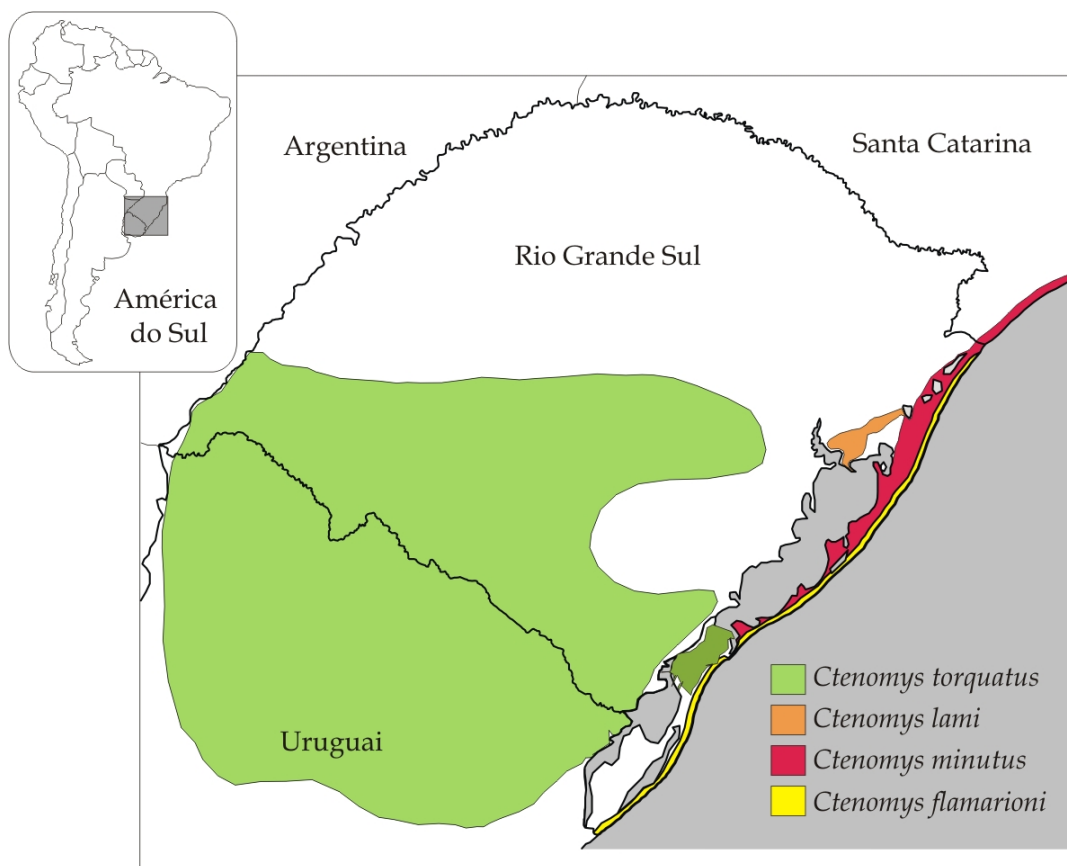 América
do Sul
Argentina
Santa Catarina
Rio Grande Sul
Uruguai
Ctenomys torquatus
Ctenomys lami
Ctenomys minutus
Ctenomys flamarioni